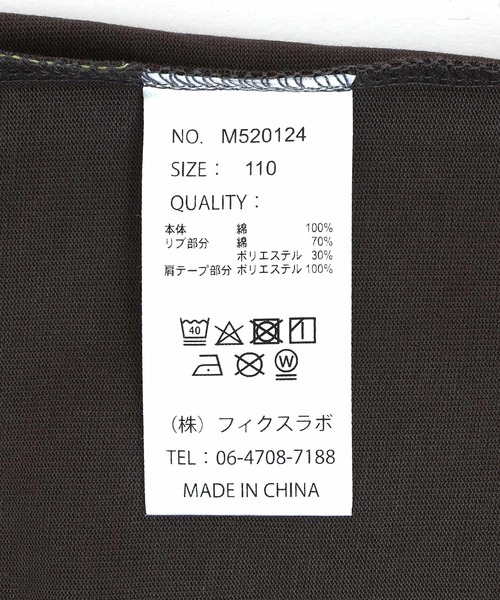 NO. M520124
SIZE： 110
QUALITY：
本体 綿 100%
リブ部分 綿 70%
ポリエステル 30%
肩テープ部分 ポリエステル 100%
40
W
（株）フィクスラボ
TEL：06-4708-7188
MADE IN CHINA